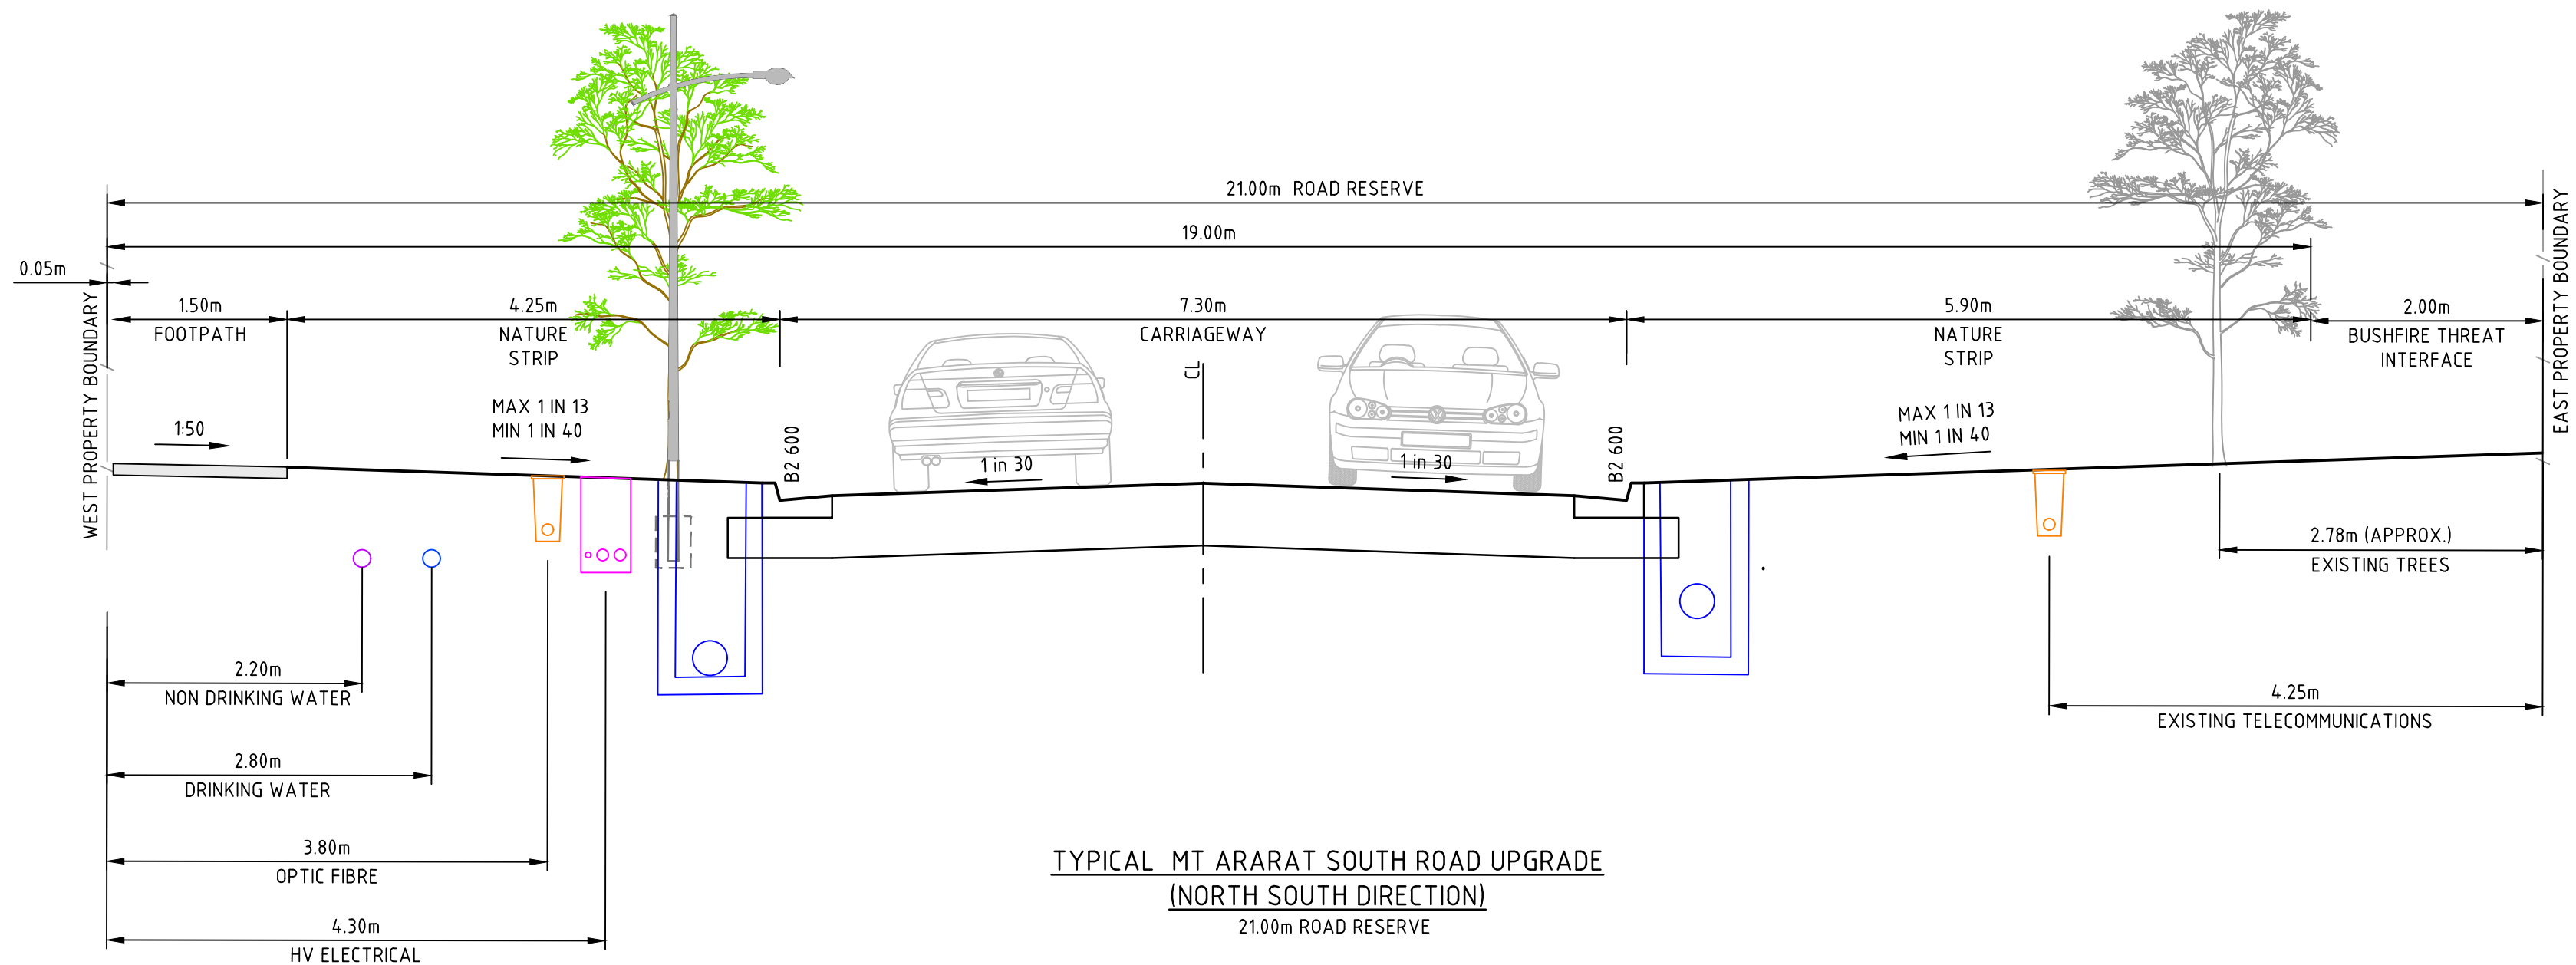 21.00m ROAD RESERVE
19.00m
0.05m
1.50m
FOOTPATH
4.25m
NATURE
STRIP
7.30m
CARRIAGEWAY
5.90m
NATURE
STRIP
2.00m
BUSHFIRE THREAT
INTERFACE
WEST PROPERTY BOUNDARY
EAST PROPERTY BOUNDARY
CL
1:50
MAX 1 IN 13
MIN 1 IN 40
B2 600
1 in 30
1 in 30
B2 600
MAX 1 IN 13
MIN 1 IN 40
2.78m (APPROX.)
EXISTING TREES
2.20m
NON DRINKING WATER
4.25m
EXISTING TELECOMMUNICATIONS
2.80m
DRINKING WATER
3.80m
OPTIC FIBRE
4.30m
HV ELECTRICAL
TYPICAL MT ARARAT SOUTH ROAD UPGRADE
(NORTH SOUTH DIRECTION)
21.00m ROAD RESERVE